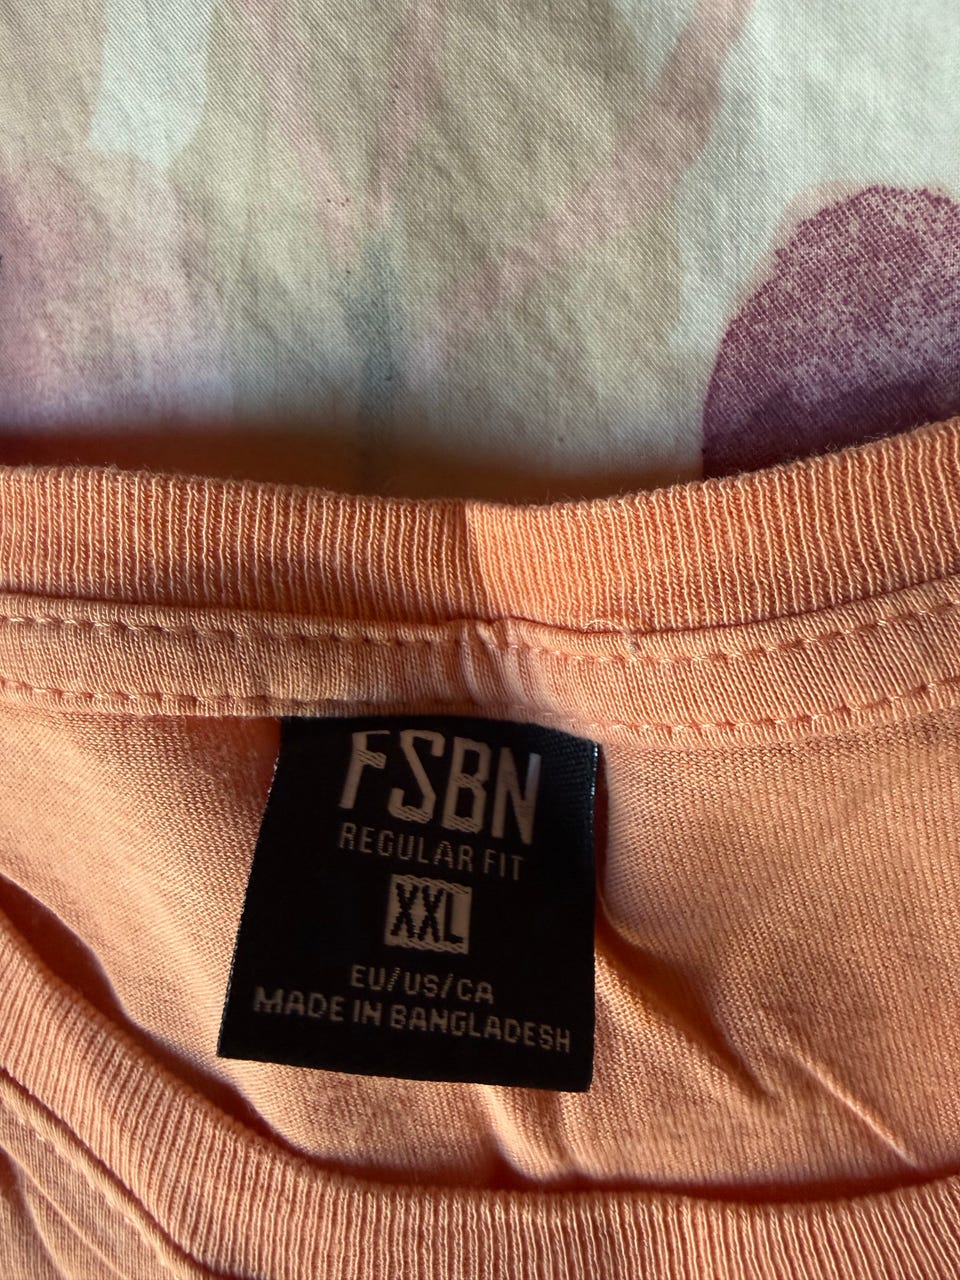 FSBN
REGULAR FIT
XXL
EU/US/CA
MADE IN BANGLADESH